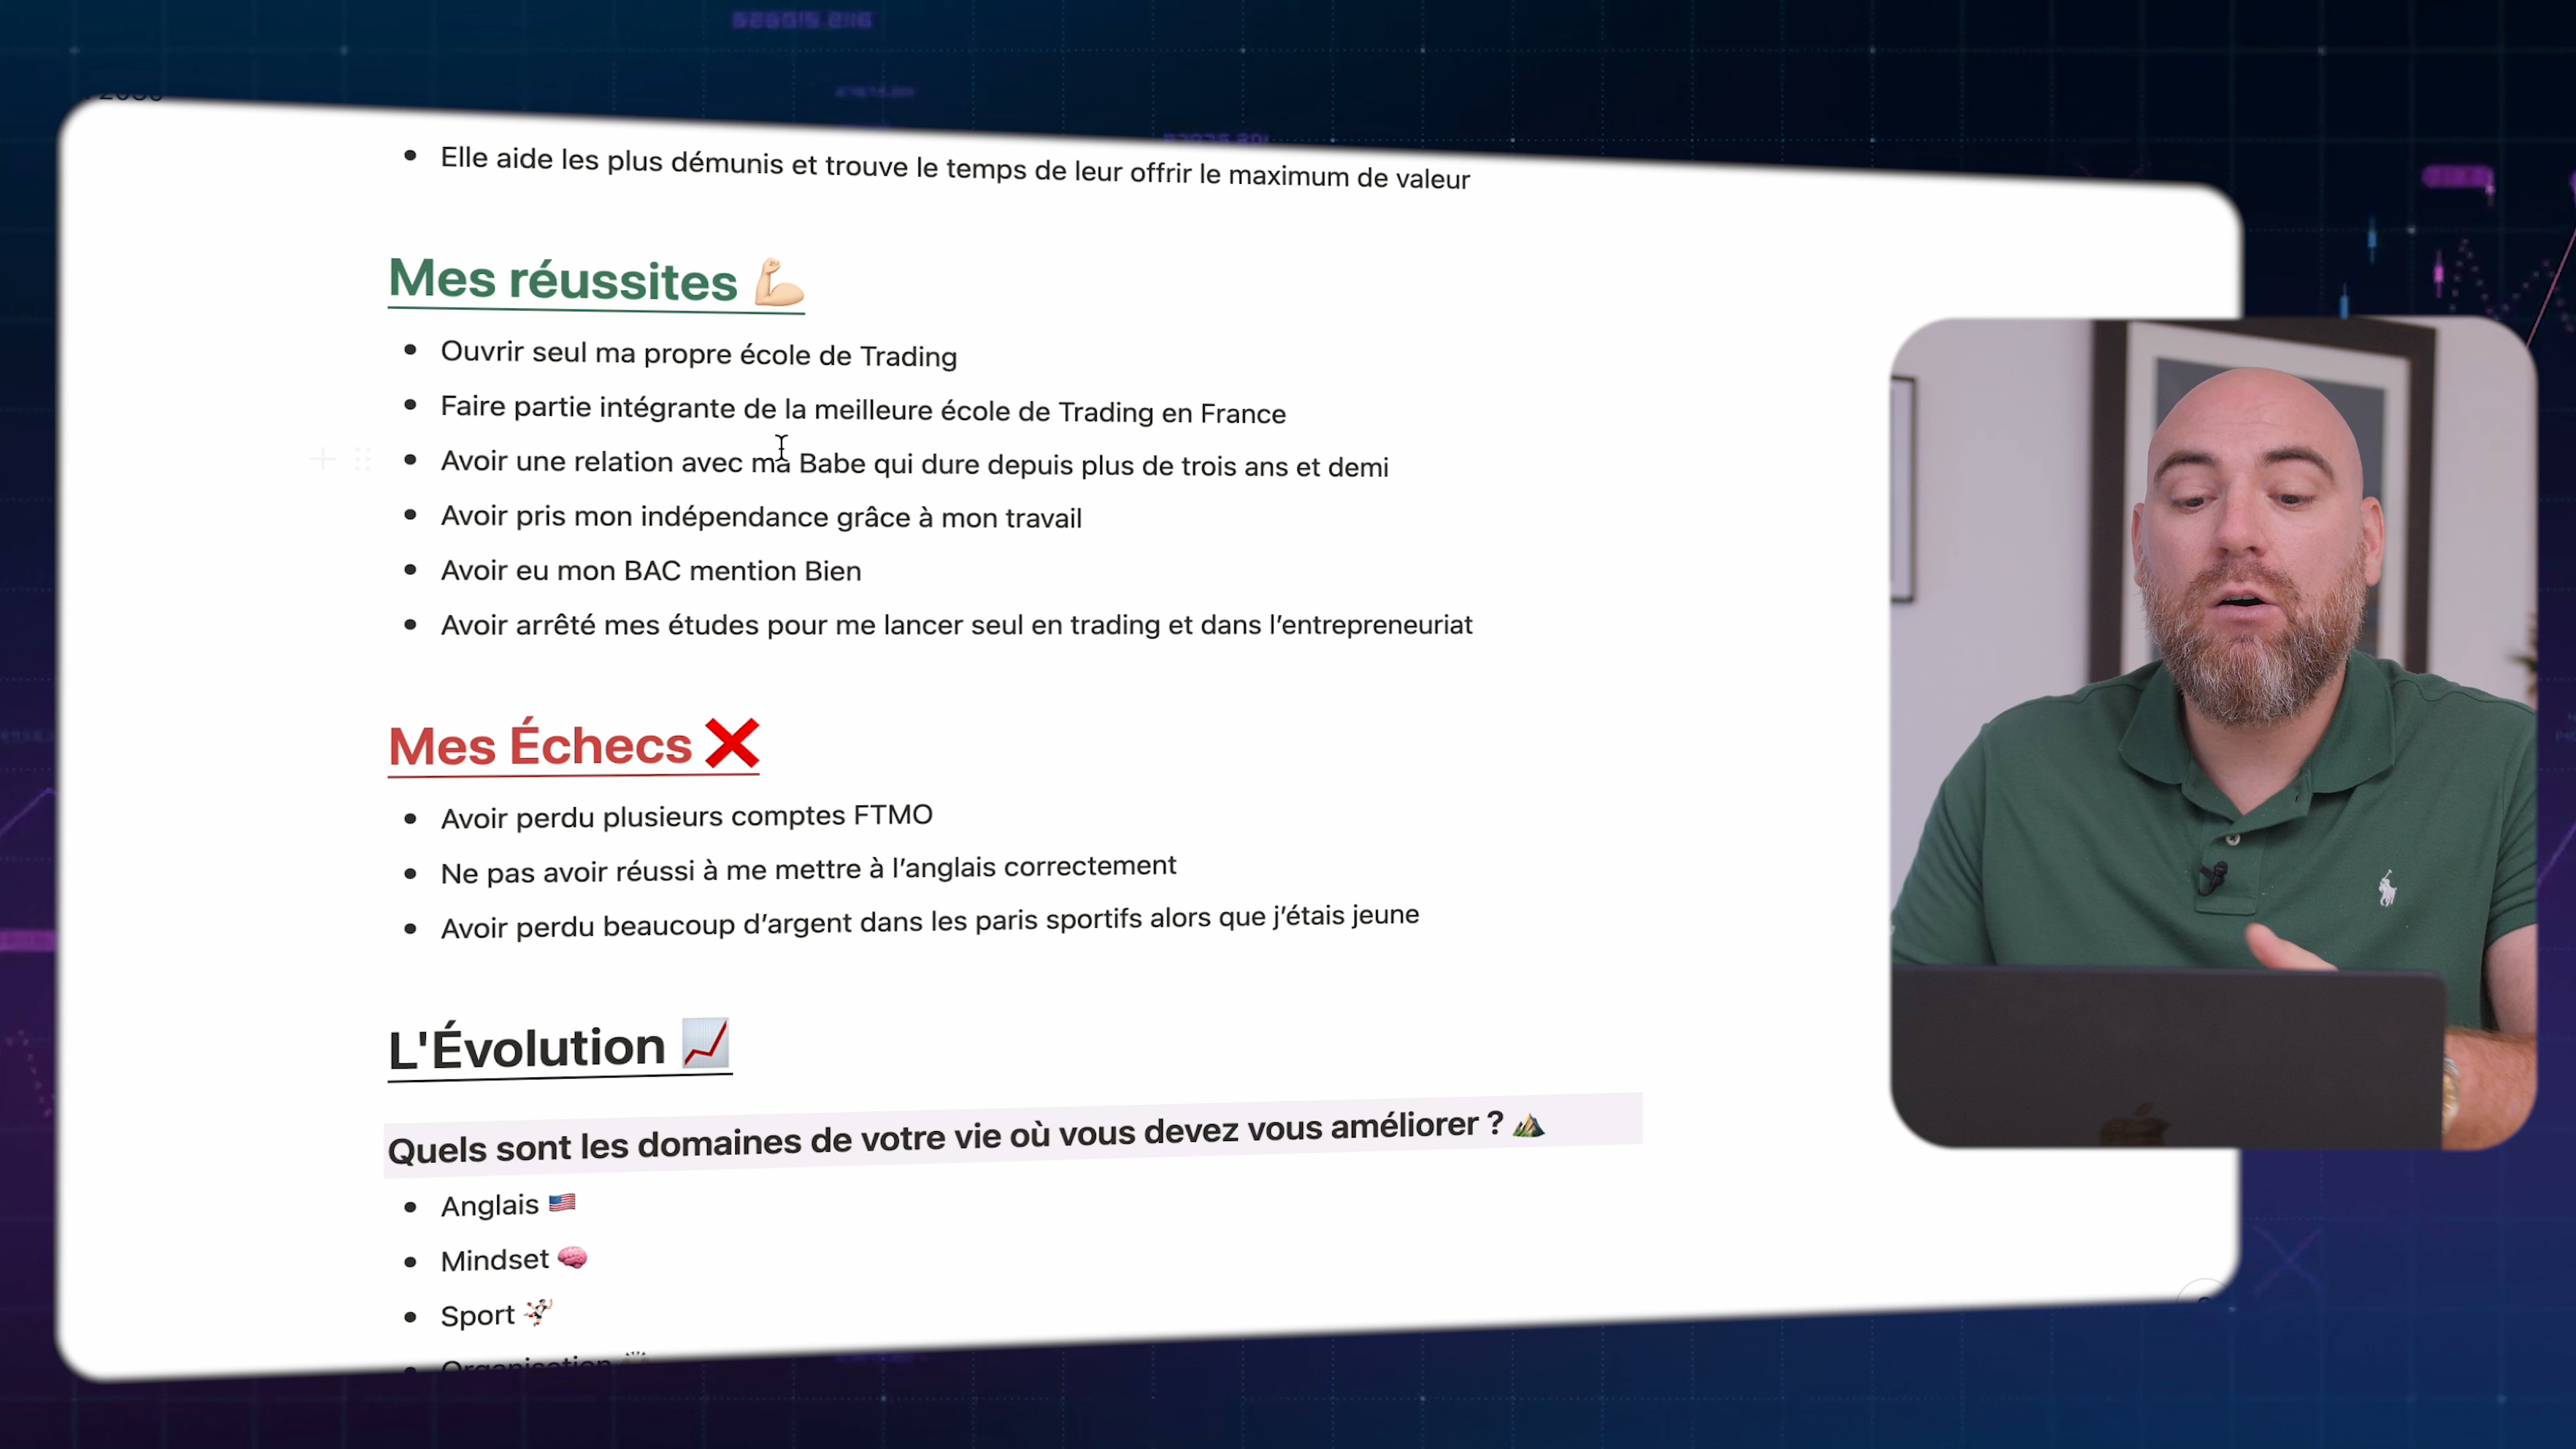 Elle aide les plus démunis et trouve le temps de leur offrir le maximum de valeur
Mes réussites 💪🏻
Ouvrir seul ma propre école de Trading
Faire partie intégrante de la meilleure école de Trading en France
Avoir une relation avec ma Babe qui dure depuis plus de trois ans et demi
Avoir pris mon indépendance grâce à mon travail
Avoir eu mon BAC mention Bien
Avoir arrêté mes études pour me lancer seul en trading et dans l’entrepreneuriat
Mes Échecs ❌
Avoir perdu plusieurs comptes FTMO
Ne pas avoir réussi à me mettre à l’anglais correctement
Avoir perdu beaucoup d’argent dans les paris sportifs alors que j’étais jeune
L'Évolution 📈
Quels sont les domaines de votre vie où vous devez vous améliorer ? ⛰️
Anglais 🇺🇸
Mindset 🧠
Sport 🤾🏻
Organisation